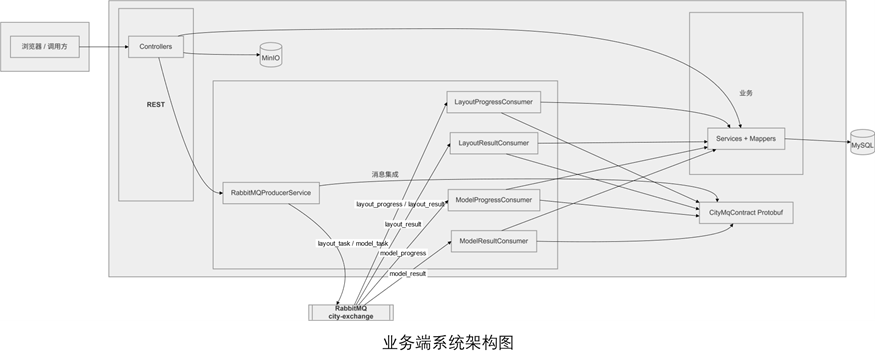 浏览器 / 调用方
Controllers
MinIO
REST
业务
LayoutProgressConsumer
LayoutResultConsumer
Services + Mappers
MySQL
消息集成
RabbitMQProducerService
ModelProgressConsumer
layout_progress / layout_result
CityMqContract Protobuf
layout_result
ModelResultConsumer
layout_task / model_task
model_progress
model_result
RabbitMQ
city-exchange
业务端系统架构图